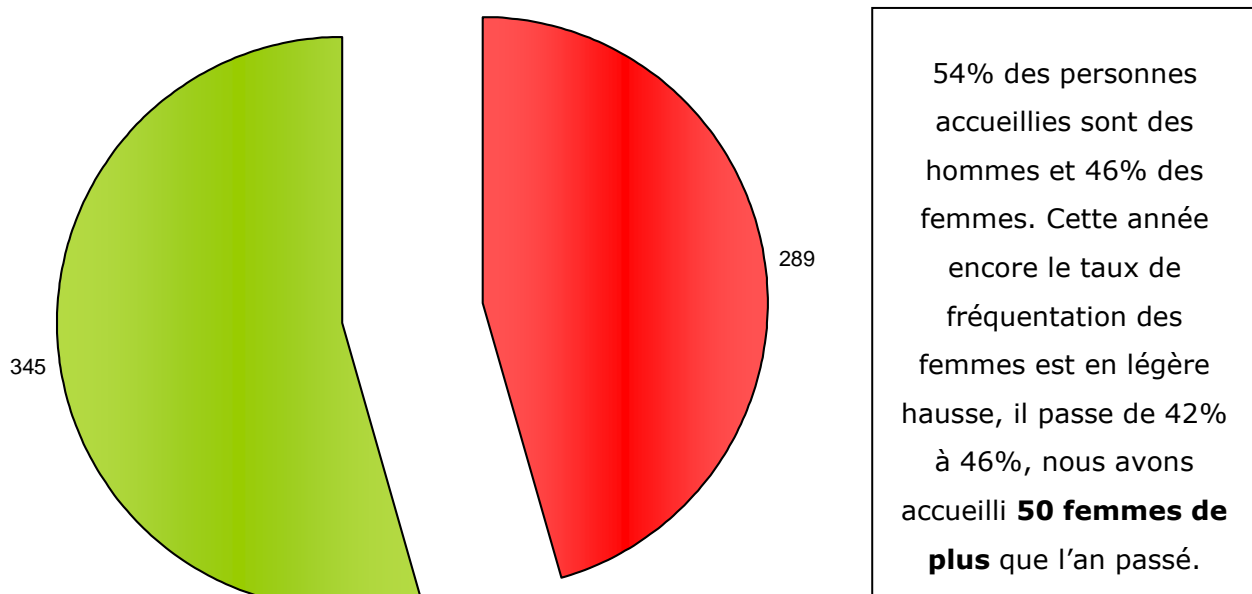 345
289
54% des personnes
accueillies sont des
hommes et 46% des
femmes. Cette année
encore le taux de
fréquentation des
femmes est en légère
hausse, il passe de 42%
à 46%, nous avons
accueilli 50 femmes de
plus que l’an passé.